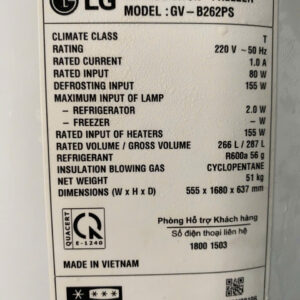 LG
MODEL : GV - B262PS
CLIMATE CLASS T
RATING 220 V ~ 50 Hz
RATED CURRENT 1.0 A
RATED INPUT 80 W
DEFROSTING INPUT 155 W
MAXIMUM INPUT OF LAMP
- REFRIGERATOR 2.0 W
- FREEZER - W
RATED INPUT OF HEATERS 155 W
RATED VOLUME / GROSS VOLUME 266 L / 287 L
REFRIGERANT R600a 56 g
INSULATION BLOWING GAS CYCLOPENTANE
NET WEIGHT 51 kg
DIMENSIONS (W x H x D) 555 x 1680 x 637 mm
QUACERT
E - 1240
Phòng Hỗ trợ Khách hàng
Số điện thoại liên hệ
1800 1503
MADE IN VIETNAM